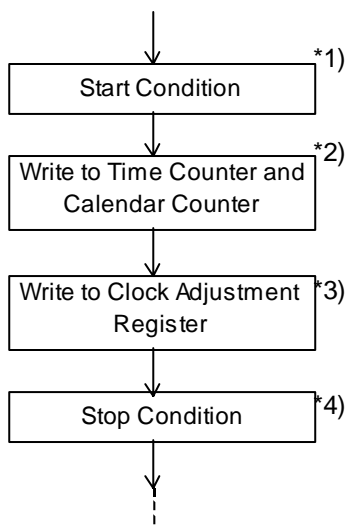 *1)
Start Condition
*2)
Write to Time Counter and
Calendar Counter
*3)
Write to Clock Adjustment
Register
*4)
Stop Condition